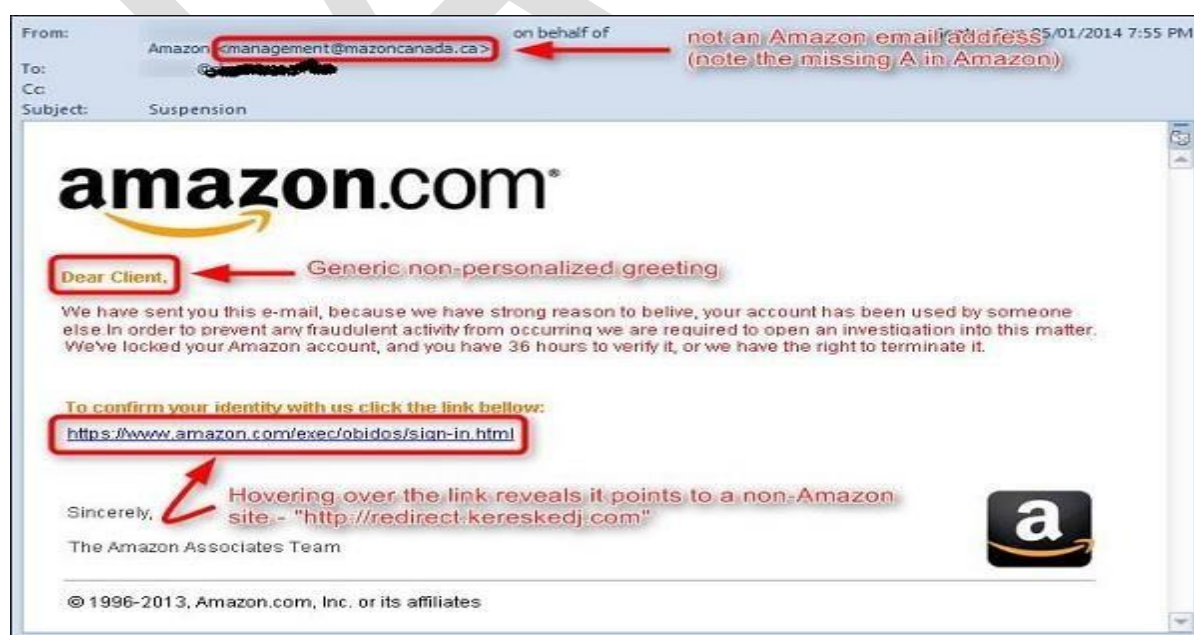 From: on behalf of
Amazon <management@mazoncanada.ca>
not an Amazon email address
(note the missing A in Amazon)
05/01/2014 7:55 PM
To:
Cc:
Subject: Suspension
amazon.com
Dear Client,
Generic non-personalized greeting
We have sent you this e-mail, because we have strong reason to belive, your account has been used by someone
else.In order to prevent any fraudulent activity from occurring we are required to open an investigation into this matter.
We've locked your Amazon account, and you have 36 hours to verify it, or we have the right to terminate it.
To confirm your identity with us click the link bellow:
https://www.amazon.com/exec/obidos/sign-in.html
Hovering over the link reveals it points to a non-Amazon
site - "http://redirect.kereskedj.com"
Sincerely,
The Amazon Associates Team
a
© 1996-2013, Amazon.com, Inc. or its affiliates